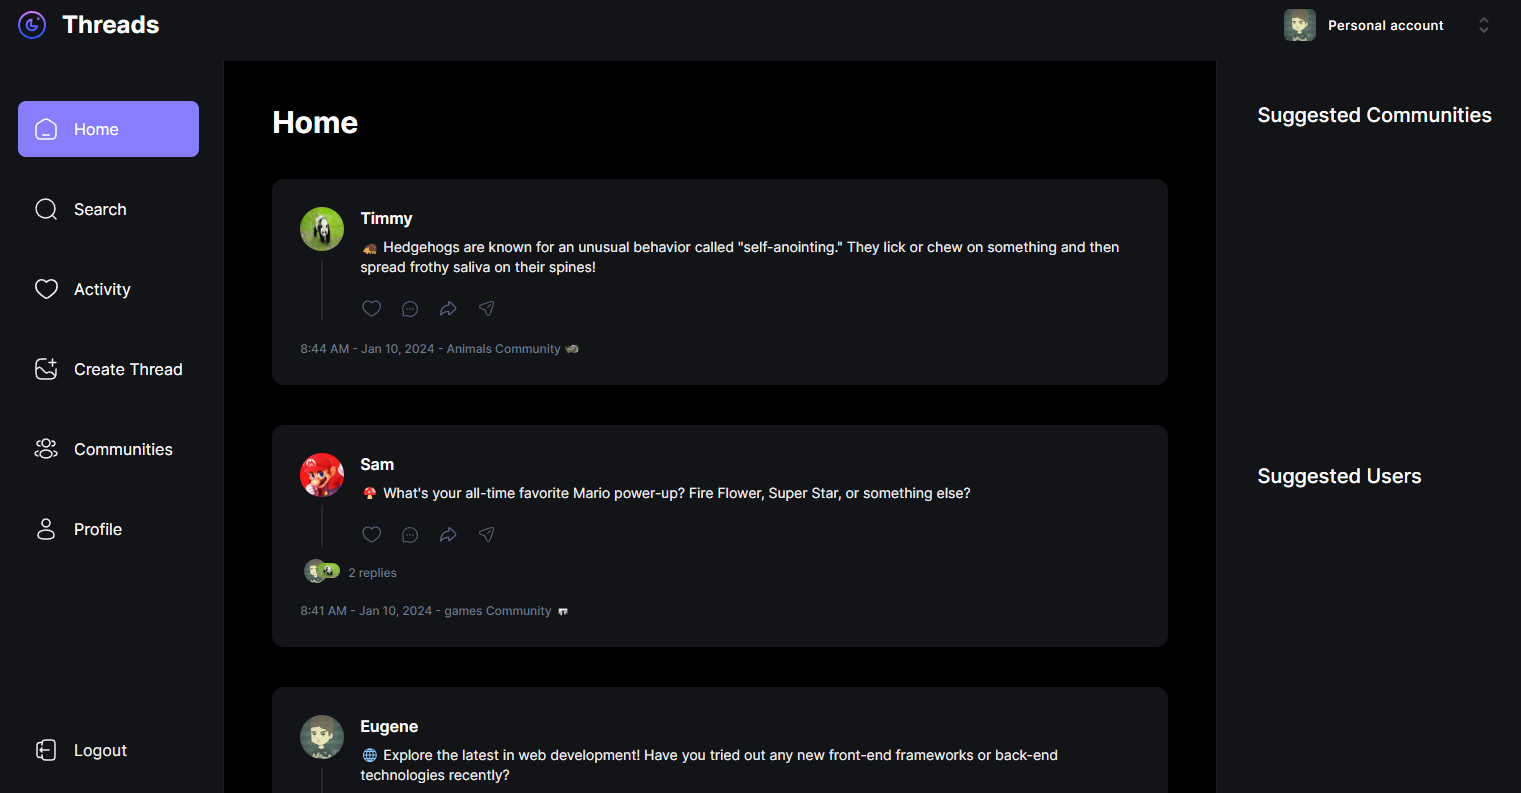 Threads
Personal account
Home
Search
Activity
Create Thread
Communities
Profile
Logout
Home
Timmy
🦔 Hedgehogs are known for an unusual behavior called "self-anointing." They lick or chew on something and then
spread frothy saliva on their spines!
8:44 AM - Jan 10, 2024 - Animals Community
Sam
🍄 What's your all-time favorite Mario power-up? Fire Flower, Super Star, or something else?
2 replies
8:41 AM - Jan 10, 2024 - games Community
Eugene
🌐 Explore the latest in web development! Have you tried out any new front-end frameworks or back-end
technologies recently?
Suggested Communities
Suggested Users